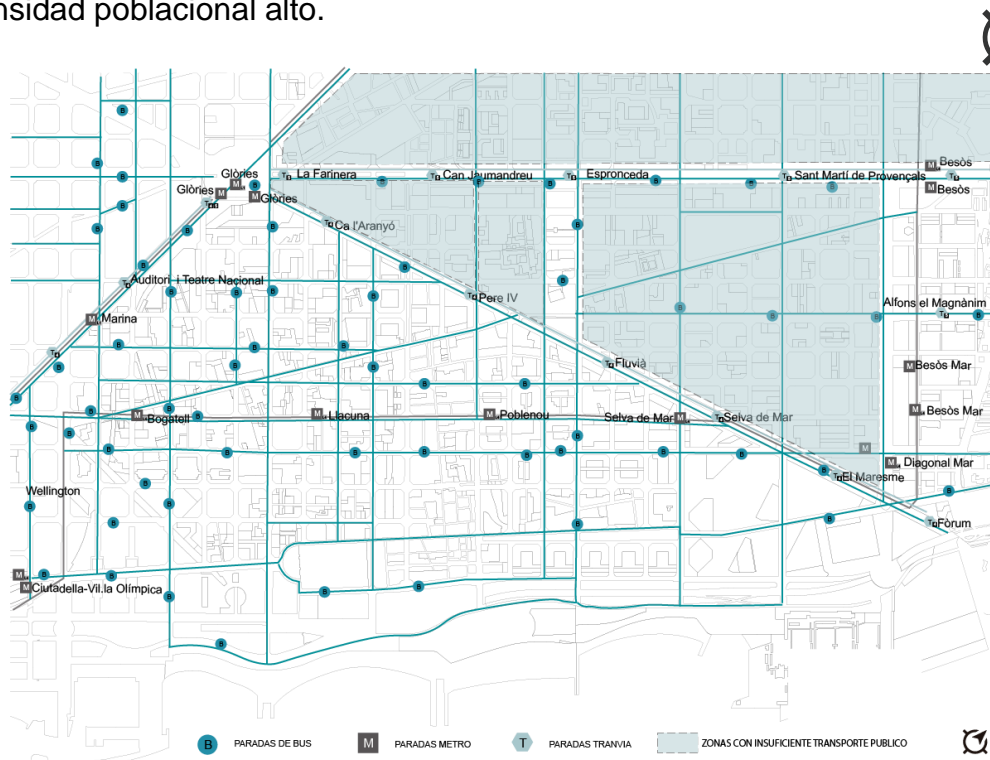 nsidad poblacional alto.
Besòs
Glòries
La Farinera
Can Jaumandreu
Espronceda
Sant Martí de Provençals
Glòries
Glòries
Besòs
Ca l'Aranyó
Auditori i Teatre Nacional
Pere IV
Alfons el Magnànim
Marina
Fluvià
Besòs Mar
Bogatell
Llacuna
Poblenou
Selva de Mar
Selva de Mar
Besòs Mar
Diagonal Mar
El Maresme
Wellington
Fòrum
Ciutadella-Vil.la Olímpica
B PARADAS DE BUS M PARADAS METRO T PARADAS TRANVIA ZONAS CON INSUFICIENTE TRANSPORTE PUBLICO